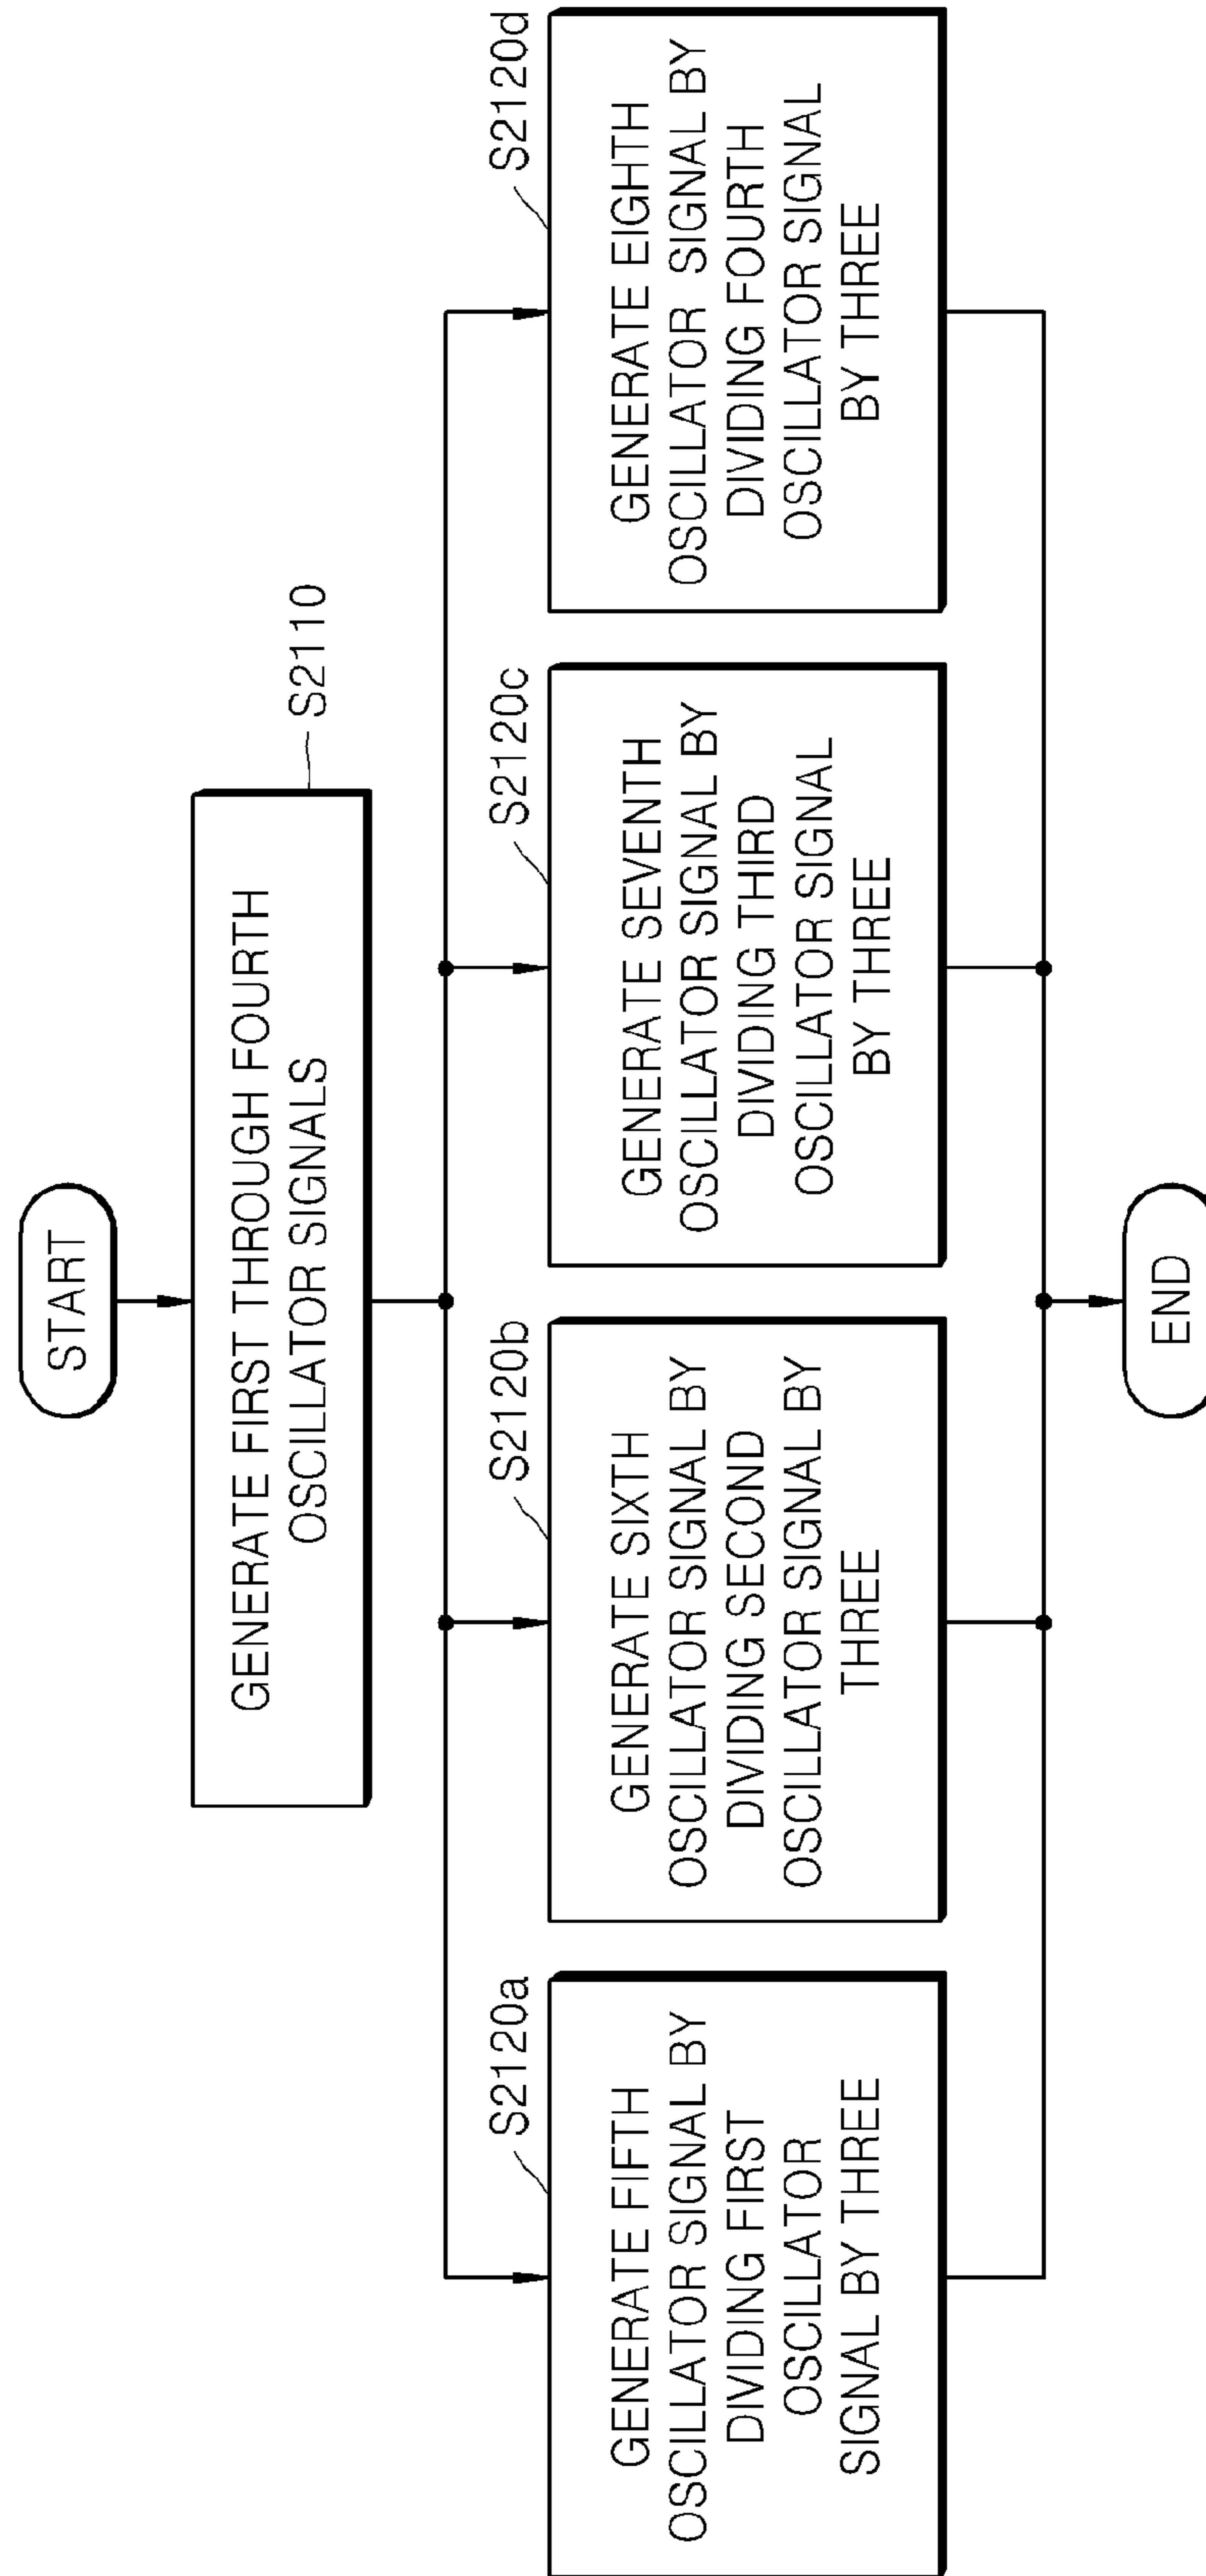 START
GENERATE FIRST THROUGH FOURTH
OSCILLATOR SIGNALS
S2110
S2120a
GENERATE FIFTH
OSCILLATOR SIGNAL BY
DIVIDING FIRST
OSCILLATOR
SIGNAL BY THREE
S2120b
GENERATE SIXTH
OSCILLATOR SIGNAL BY
DIVIDING SECOND
OSCILLATOR SIGNAL BY
THREE
S2120c
GENERATE SEVENTH
OSCILLATOR SIGNAL BY
DIVIDING THIRD
OSCILLATOR SIGNAL
BY THREE
S2120d
GENERATE EIGHTH
OSCILLATOR SIGNAL BY
DIVIDING FOURTH
OSCILLATOR SIGNAL
BY THREE
END